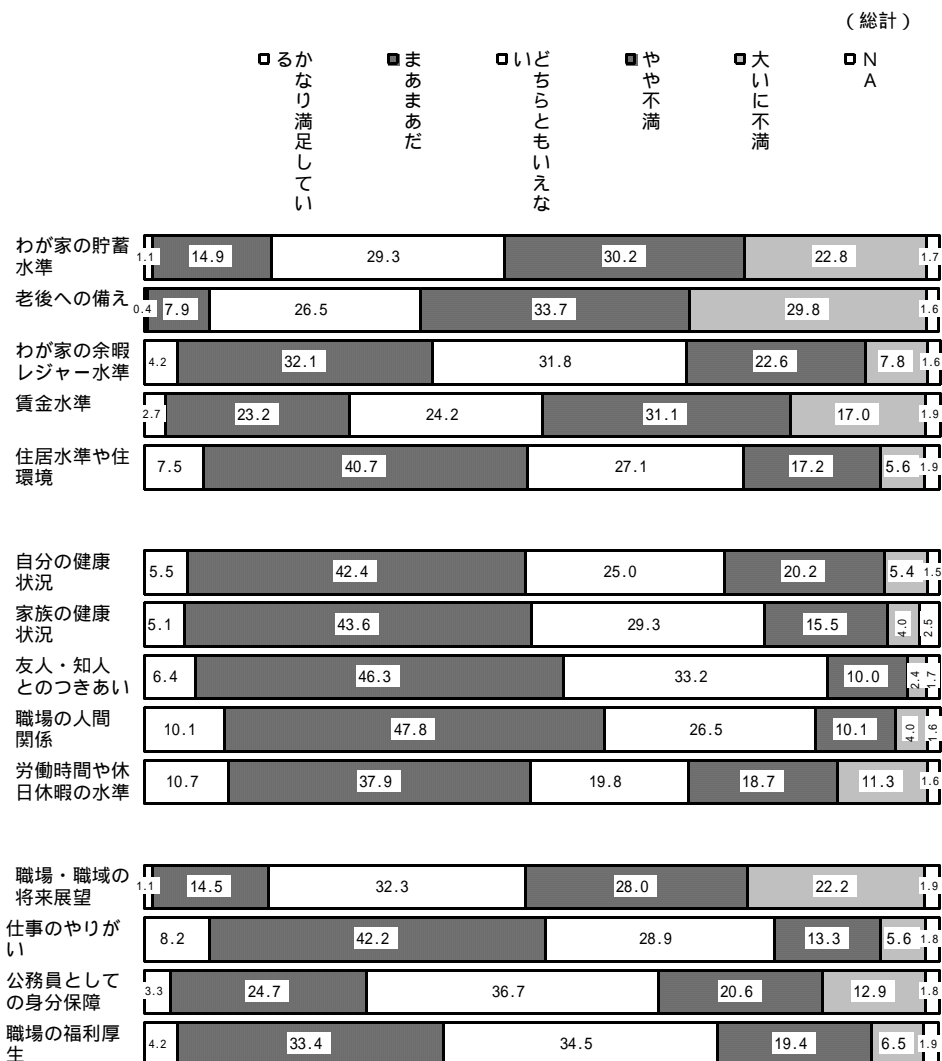 (総計)
かなり満足している
まあまあだ
どちらともいえない
やや不満
大いに不満
NA
わが家の貯蓄
水準
1.1 14.9 29.3 30.2 22.8 1.7
老後への備え
0.4 7.9 26.5 33.7 29.8 1.6
わが家の余暇
レジャー水準
4.2 32.1 31.8 22.6 7.8 1.6
賃金水準
2.7 23.2 24.2 31.1 17.0 1.9
住居水準や住
環境
7.5 40.7 27.1 17.2 5.6 1.9
自分の健康
状況
5.5 42.4 25.0 20.2 5.4 1.5
家族の健康
状況
5.1 43.6 29.3 15.5 4.0 2.5
友人・知人
とのつきあい
6.4 46.3 33.2 10.0 2.4 1.7
職場の人間
関係
10.1 47.8 26.5 10.1 4.0 1.6
労働時間や休
日休暇の水準
10.7 37.9 19.8 18.7 11.3 1.6
職場・職域の
将来展望
1.1 14.5 32.3 28.0 22.2 1.9
仕事のやりが
い
8.2 42.2 28.9 13.3 5.6 1.8
公務員として
の身分保障
3.3 24.7 36.7 20.6 12.9 1.8
職場の福利厚
生
4.2 33.4 34.5 19.4 6.5 1.9